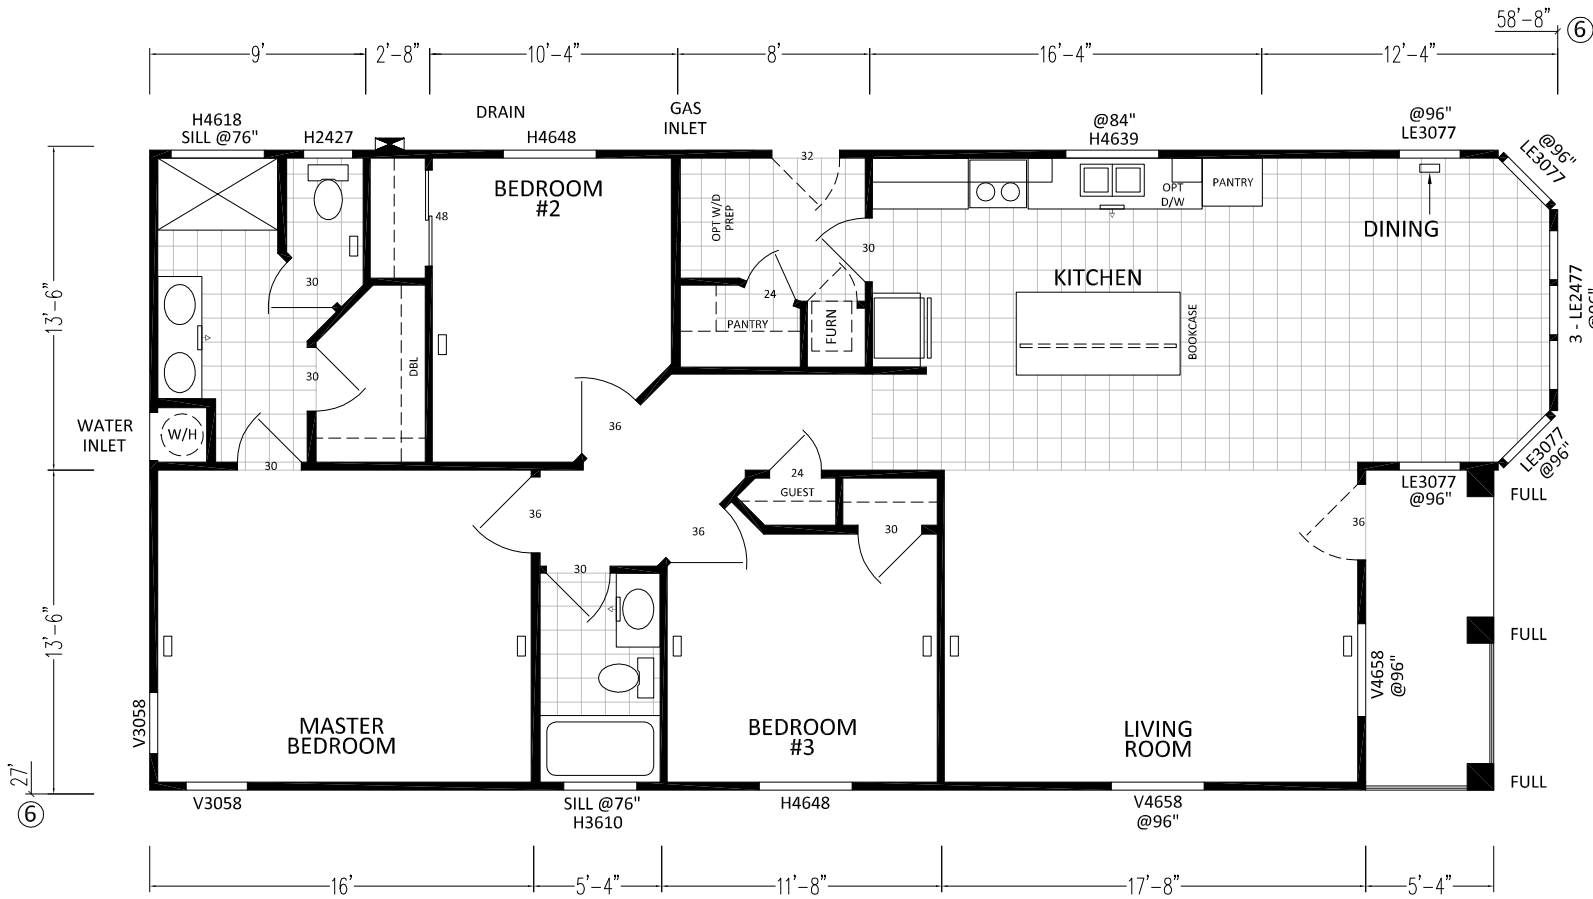 58'-8" 6
9' 2'-8" 10'-4" 8' 16'-4" 12'-4"
DRAIN
GAS
INLET
H4618
SILL @76"
H2427
H4648
@84"
H4639
@96"
LE3077
@96"
LE3077
32
BEDROOM
#2
OPT W/D
PREP
OPT
D/W
PANTRY
48
DINING
30
30
KITCHEN
24
PANTRY
FURN
BOOKCASE
3 - LE2477
@96"
13'-6"
30
DBL
WATER
INLET
W/H
36
30
24
GUEST
LE3077
@96"
LE3077
@96"
FULL
36
36
30
36
30
13'-6"
FULL
V4658
@96"
V3058
MASTER
BEDROOM
BEDROOM
#3
LIVING
ROOM
27'
6
FULL
V3058
SILL @76"
H3610
H4648
V4658
@96"
16' 5'-4" 11'-8" 17'-8" 5'-4"